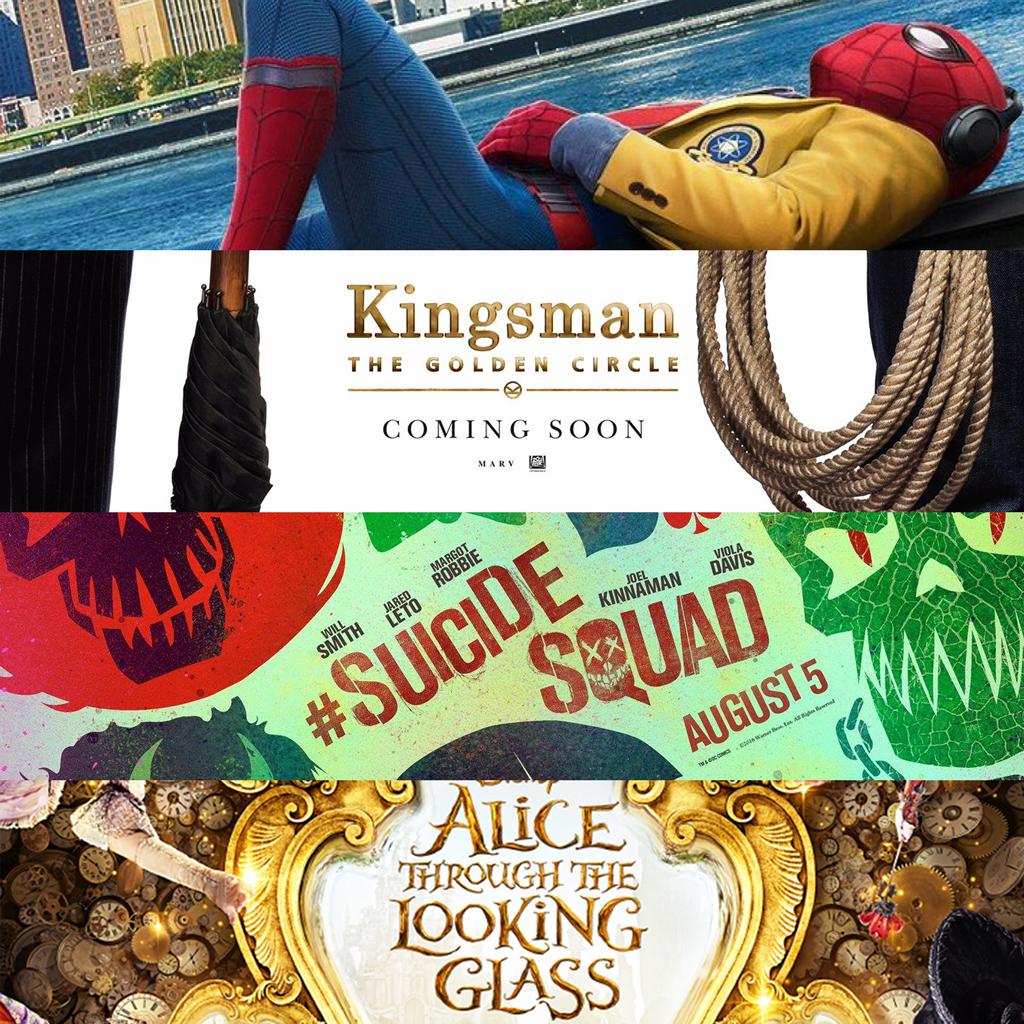 Kingsman
THE GOLDEN CIRCLE
COMING SOON
MARV
WILL SMITH
JARED LETO
MARGOT ROBBIE
JOEL KINNAMAN
VIOLA DAVIS
#SUICIDE SQUAD
AUGUST 5
ALICE
THROUGH THE
LOOKING
GLASS